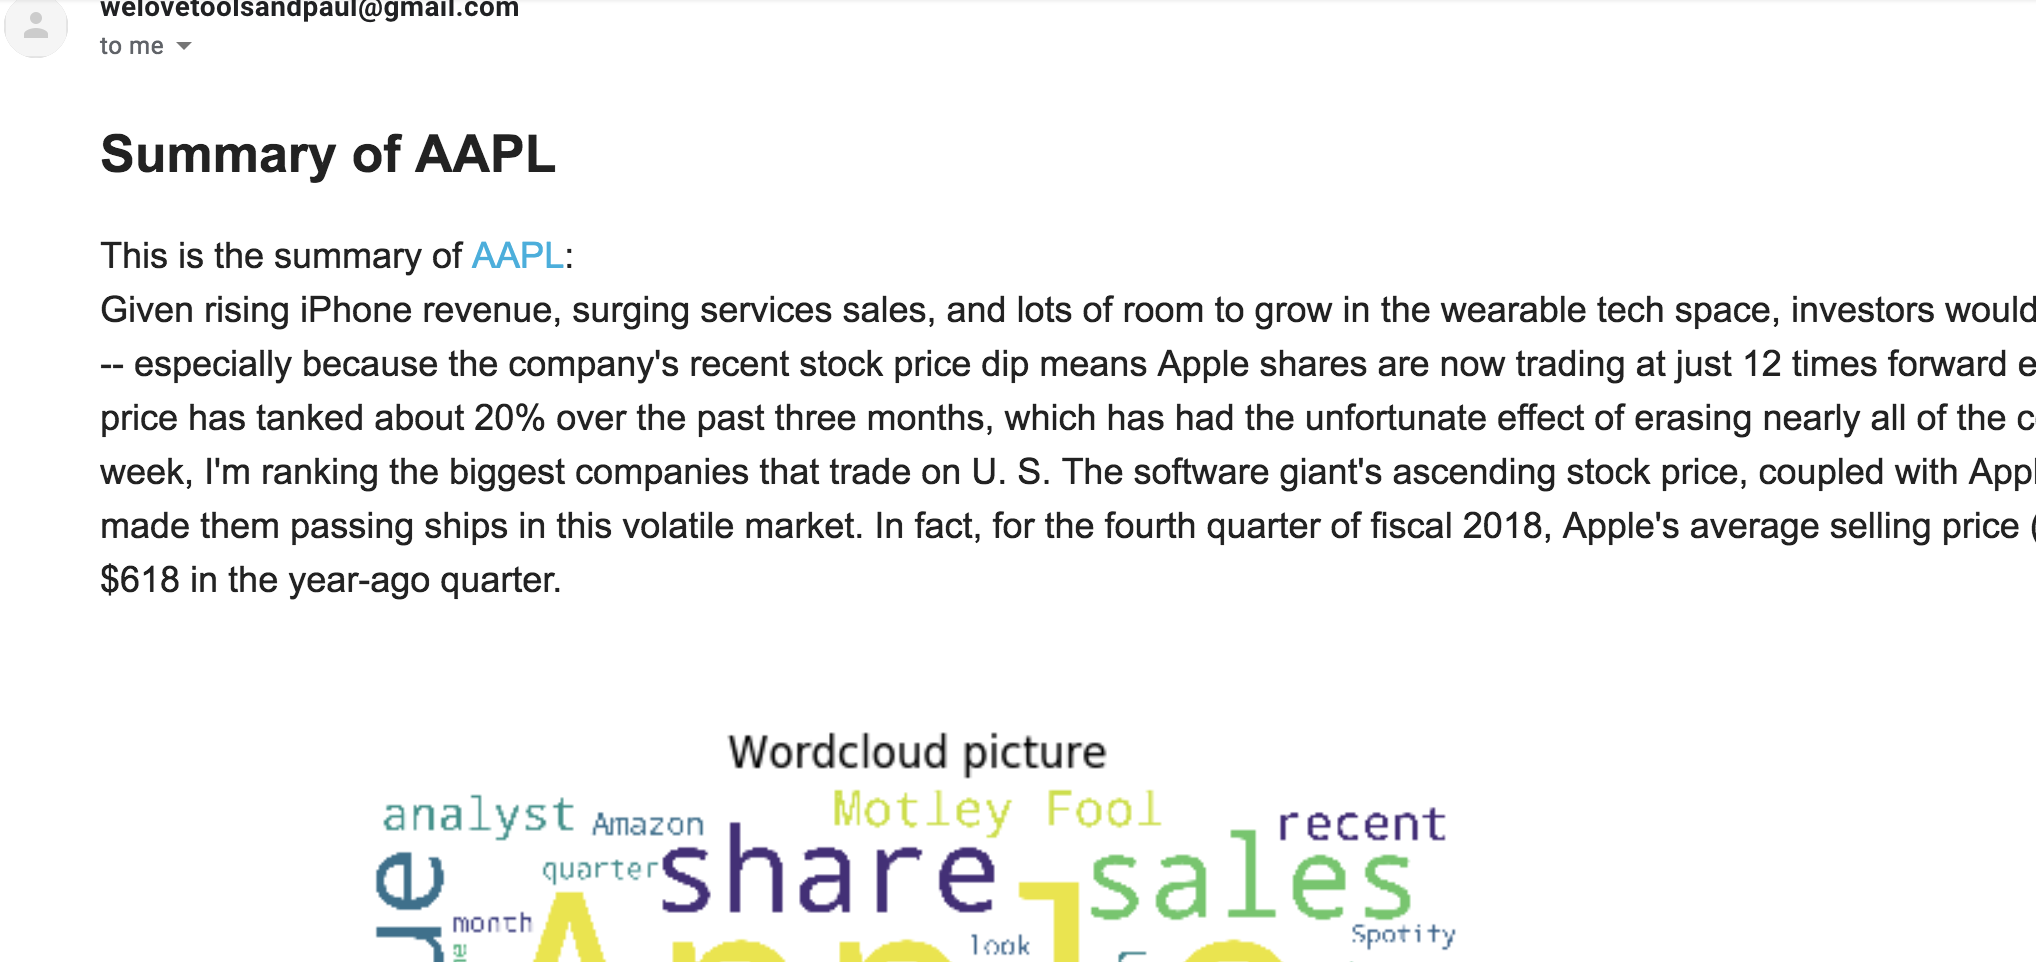 welovetoolsandpaul@gmail.com
to me
Summary of AAPL
This is the summary of AAPL:
Given rising iPhone revenue, surging services sales, and lots of room to grow in the wearable tech space, investors would
-- especially because the company's recent stock price dip means Apple shares are now trading at just 12 times forward e
price has tanked about 20% over the past three months, which has had the unfortunate effect of erasing nearly all of the c
week, I'm ranking the biggest companies that trade on U. S. The software giant's ascending stock price, coupled with Appl
made them passing ships in this volatile market. In fact, for the fourth quarter of fiscal 2018, Apple's average selling price (
$618 in the year-ago quarter.
Wordcloud picture
analyst Amazon Motley Fool recent
quarter share sales
month Apple look Spotify